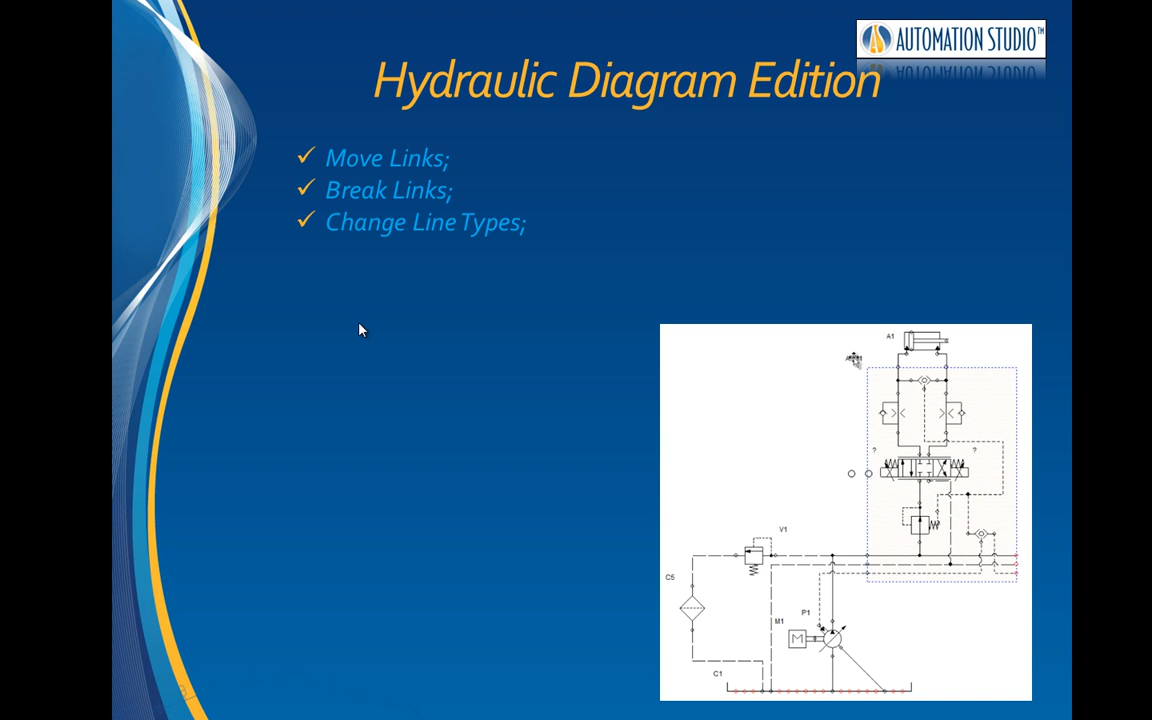 AUTOMATION STUDIO™
Hydraulic Diagram Edition
✓ Move Links;
✓ Break Links;
✓ Change Line Types;
A1
?
?
V1
C5
P1
M1
M
C1